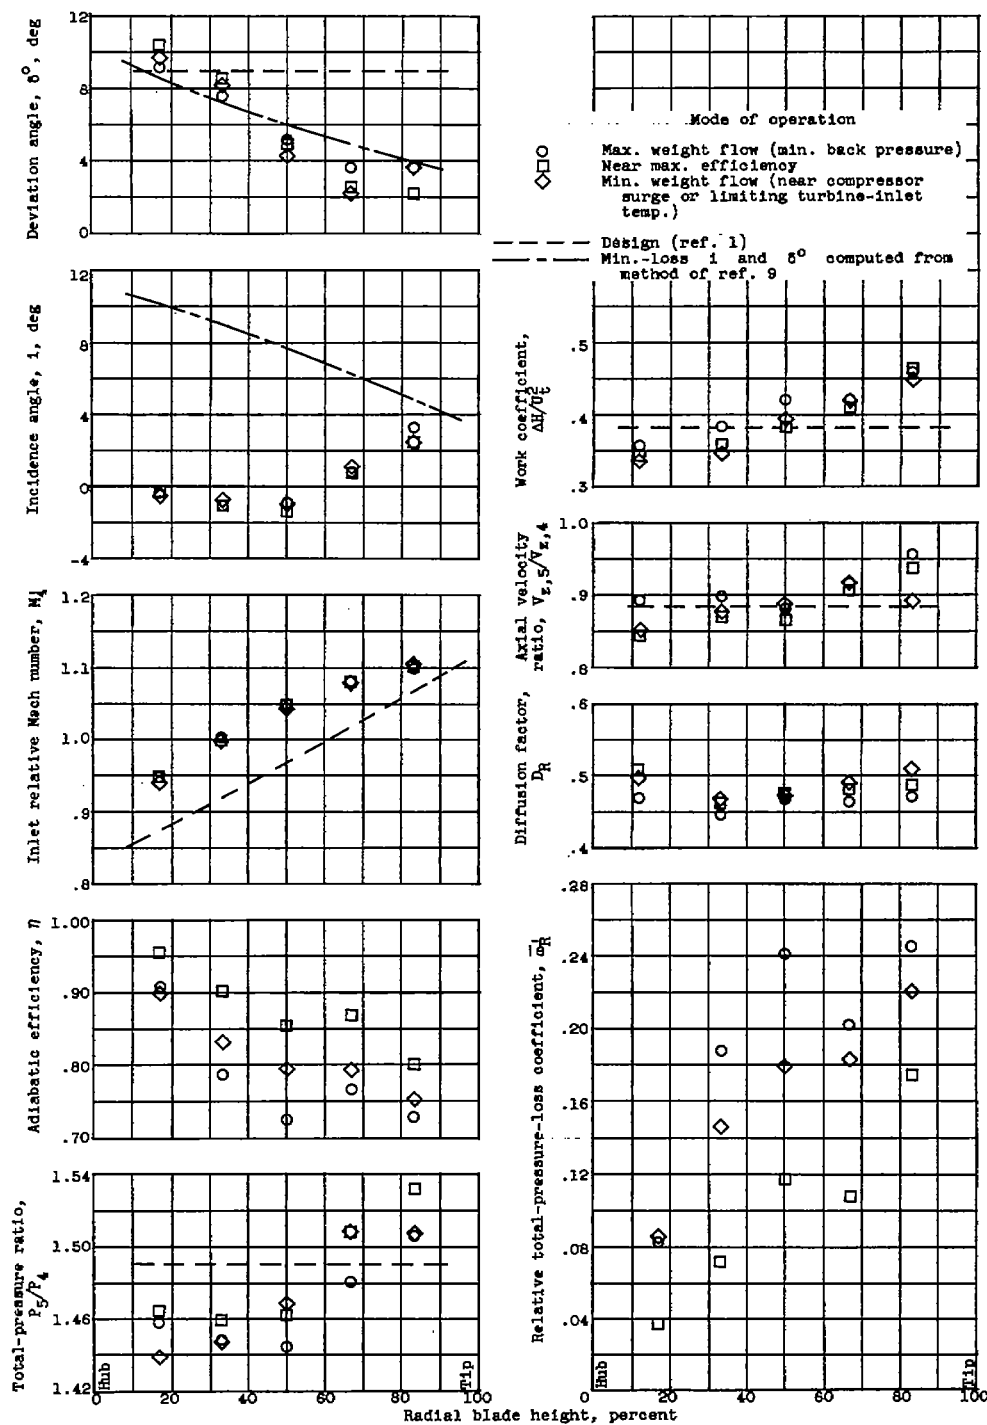 Deviation angle, δ°, deg
12
8
4
0
Mode of operation
Max. weight flow (min. back pressure)
Near max. efficiency
Min. weight flow (near compressor
surge or limiting turbine-inlet
temp.)
Design (ref. 1)
Min.-loss i and δ° computed from
method of ref. 9
Incidence angle, i, deg
12
8
4
0
-4
Work coefficient,
ΔH/U²t
.5
.4
.3
Axial velocity
ratio, Vz,5/Vz,4
1.0
.9
.8
Inlet relative Mach number, M'4
1.2
1.1
1.0
.9
.8
Diffusion factor,
DR
.6
.5
.4
Adiabatic efficiency, η
1.00
.90
.80
.70
Relative total-pressure-loss coefficient, ω̄'R
.28
.24
.20
.16
.12
.08
.04
Total-pressure ratio,
P5/P4
1.54
1.50
1.46
1.42
Hub
Tip
0 20 40 60 80 100
Hub
Tip
0 20 40 60 80 100
Radial blade height, percent